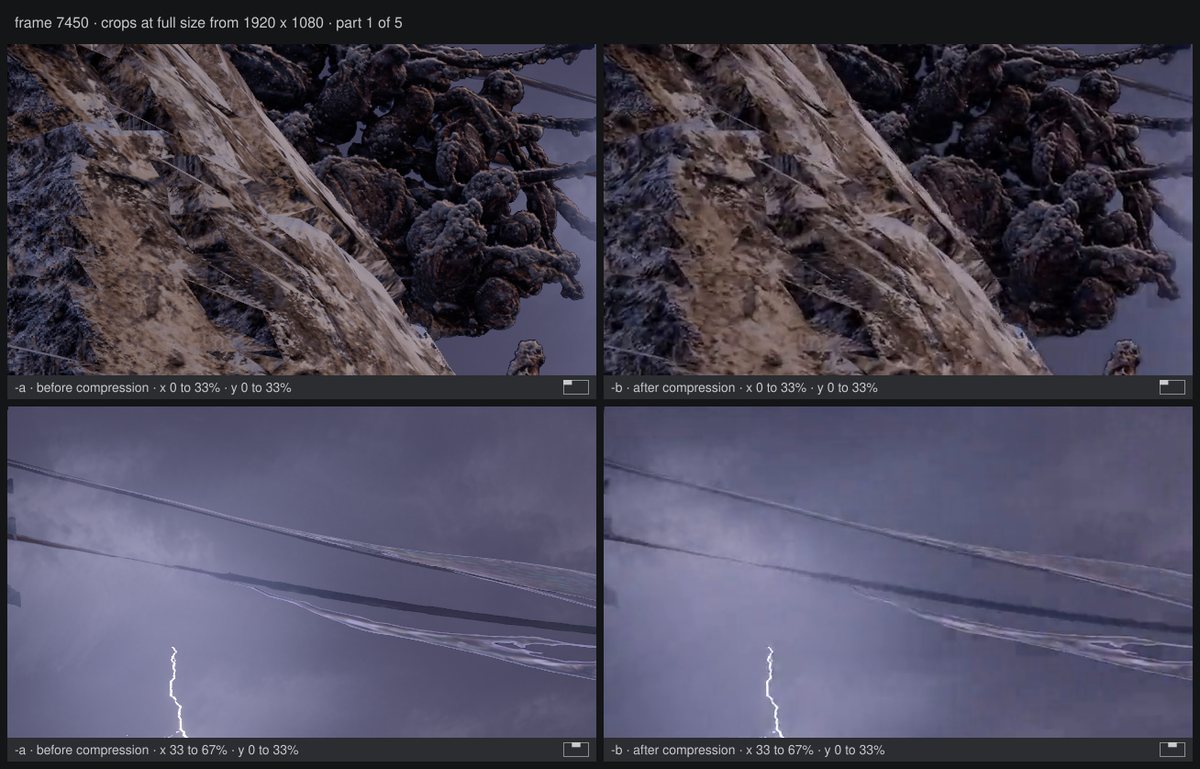 frame 7450 · crops at full size from 1920 x 1080 · part 1 of 5
-a · before compression · x 0 to 33% · y 0 to 33%
-b · after compression · x 0 to 33% · y 0 to 33%
-a · before compression · x 33 to 67% · y 0 to 33%
-b · after compression · x 33 to 67% · y 0 to 33%